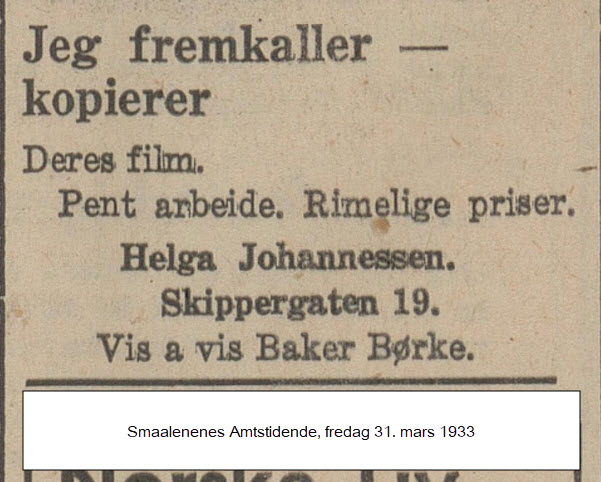 Jeg fremkaller —
kopierer
Deres film.
Pent arbeide. Rimelige priser.
Helga Johannessen.
Skippergaten 19.
Vis a vis Baker Børke.
Smaalenenes Amtstidende, fredag 31. mars 1933